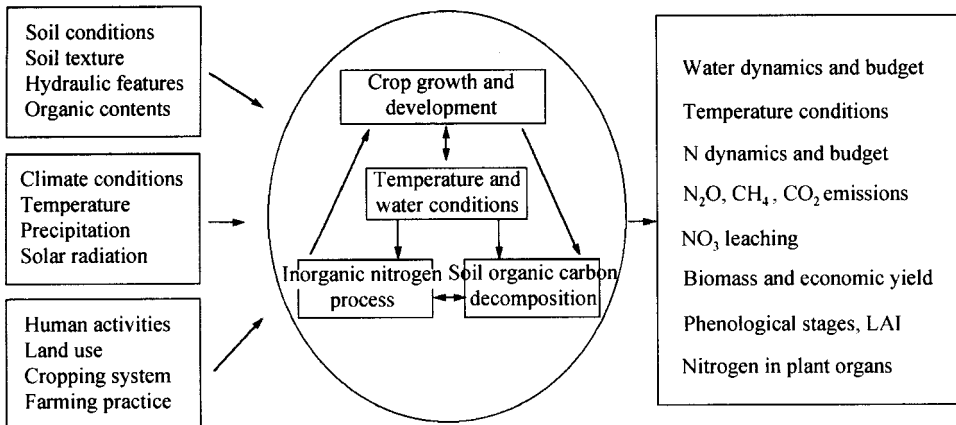 Soil conditions
Soil texture
Hydraulic features
Organic contents
Climate conditions
Temperature
Precipitation
Solar radiation
Human activities
Land use
Cropping system
Farming practice
Crop growth and
development
Temperature and
water conditions
Inorganic nitrogen
process
Soil organic carbon
decomposition
Water dynamics and budget
Temperature conditions
N dynamics and budget
N₂O, CH₄ , CO₂ emissions
NO₃ leaching
Biomass and economic yield
Phenological stages, LAI
Nitrogen in plant organs